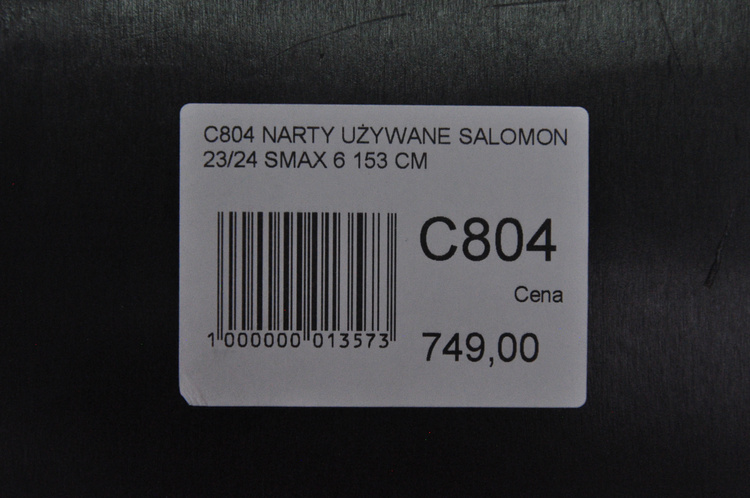 C804 NARTY UŻYWANE SALOMON
23/24 SMAX 6 153 CM
C804
Cena
1 000000 013573
749,00